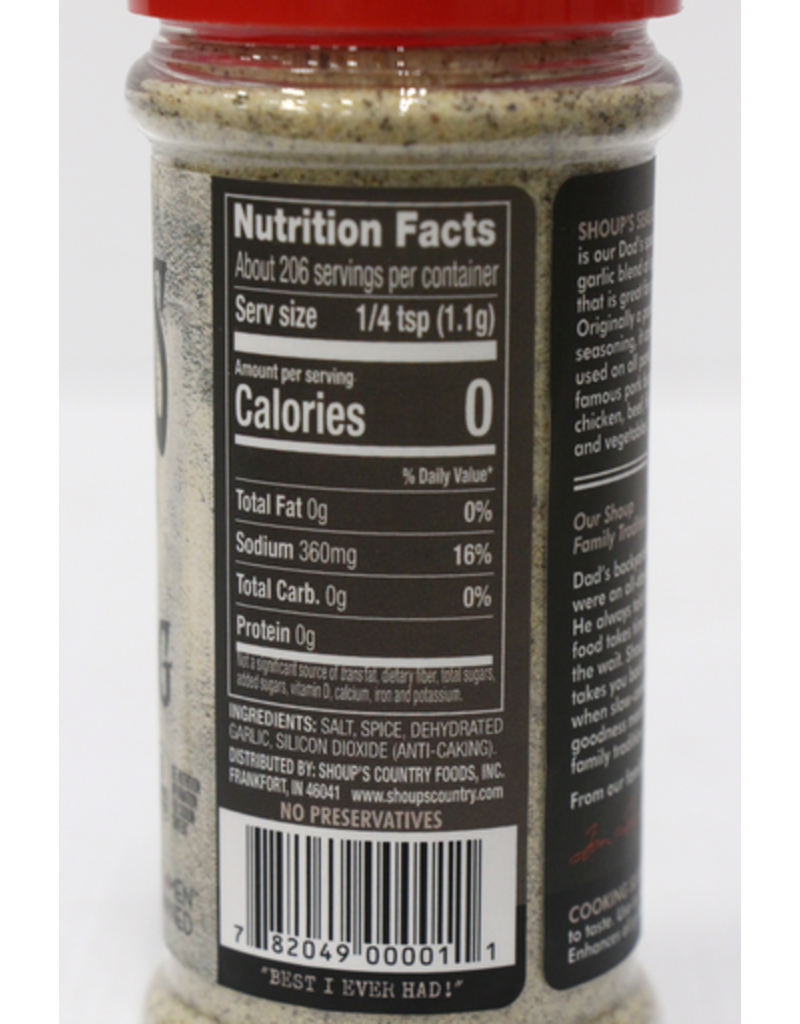 Nutrition Facts
About 206 servings per container
Serv size 1/4 tsp (1.1g)
Amount per serving
Calories 0
% Daily Value*
Total Fat 0g 0%
Sodium 360mg 16%
Total Carb. 0g 0%
Protein 0g
Not a significant source of trans fat, dietary fiber, total sugars,
added sugars, vitamin D, calcium, iron and potassium.
INGREDIENTS: SALT, SPICE, DEHYDRATED
GARLIC, SILICON DIOXIDE (ANTI-CAKING).
DISTRIBUTED BY: SHOUP'S COUNTRY FOODS, INC.
FRANKFORT, IN 46041 www.shoupscountry.com
NO PRESERVATIVES
7 82049 00001 1
"BEST I EVER HAD!"
SHOUP'S
is our Dad's
garlic blend
that is great
Originally a
seasoning,
used on all
famous pork
chicken, beef
and
Our Shoup
Family
Dad's
were an
He always
food takes
the wait.
takes you
when
goodness
family
From our
COOKING
to taste.
Enhances